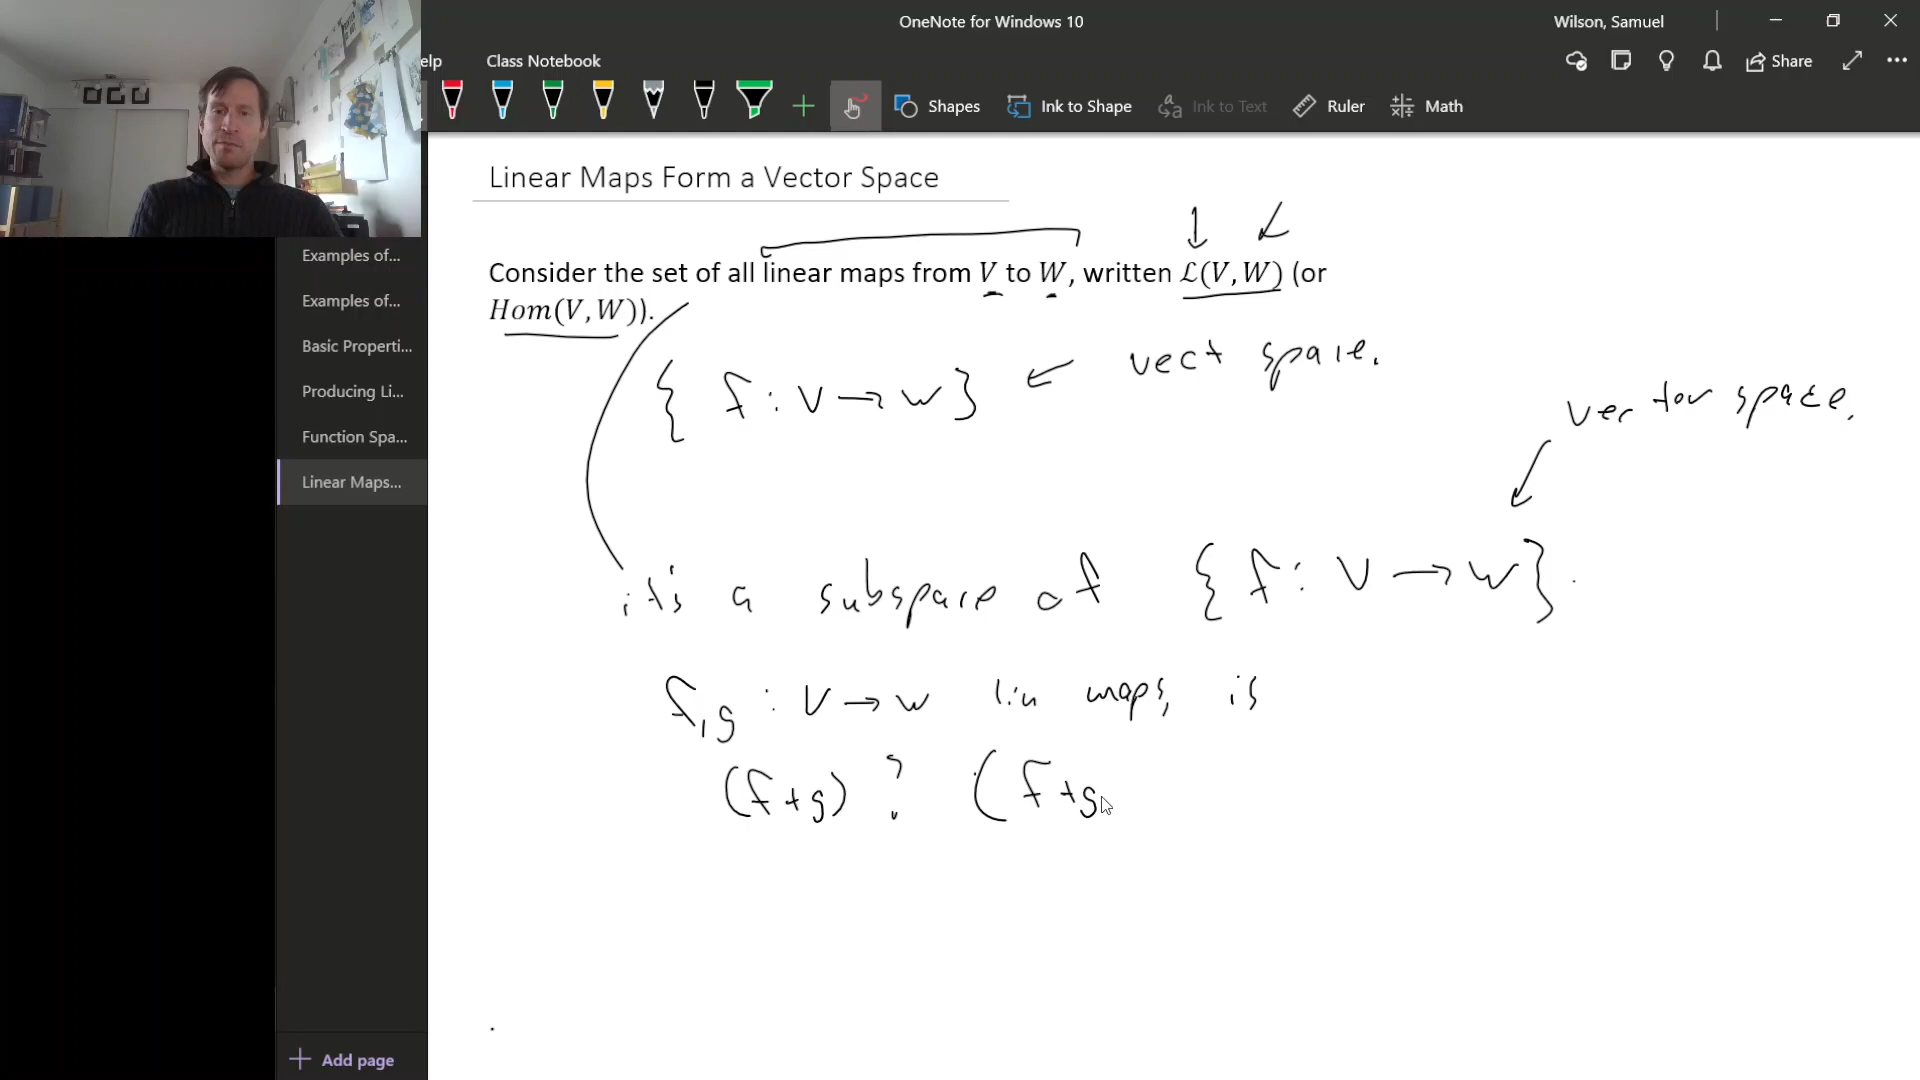 OneNote for Windows 10
Wilson, Samuel
elp
Class Notebook
Share
Shapes
Ink to Shape
Ink to Text
Ruler
Math
Examples of...
Examples of...
Basic Properti...
Producing Li...
Function Spa...
Linear Maps...
Add page
Linear Maps Form a Vector Space
Consider the set of all linear maps from V to W, written ℒ(V,W) (or
Hom(V,W)).
{ f : V → W } ← vect space.
vector space.
it's a subspace of { f : V → W }.
f, g : V → W lin maps, is
(f+g) ? (f+g